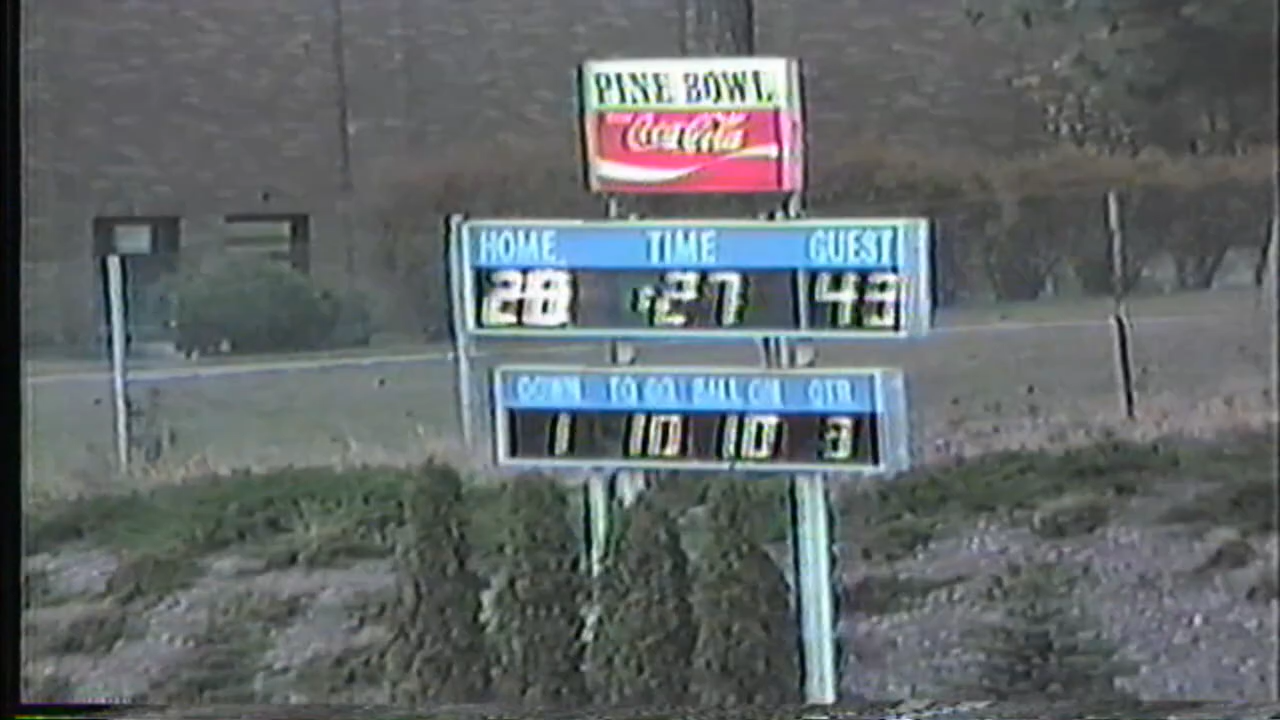 PINE BOWL
Coca-Cola
HOME TIME GUEST
28 :27 43
DOWN TO GO BALL ON QTR
1 10 10 3